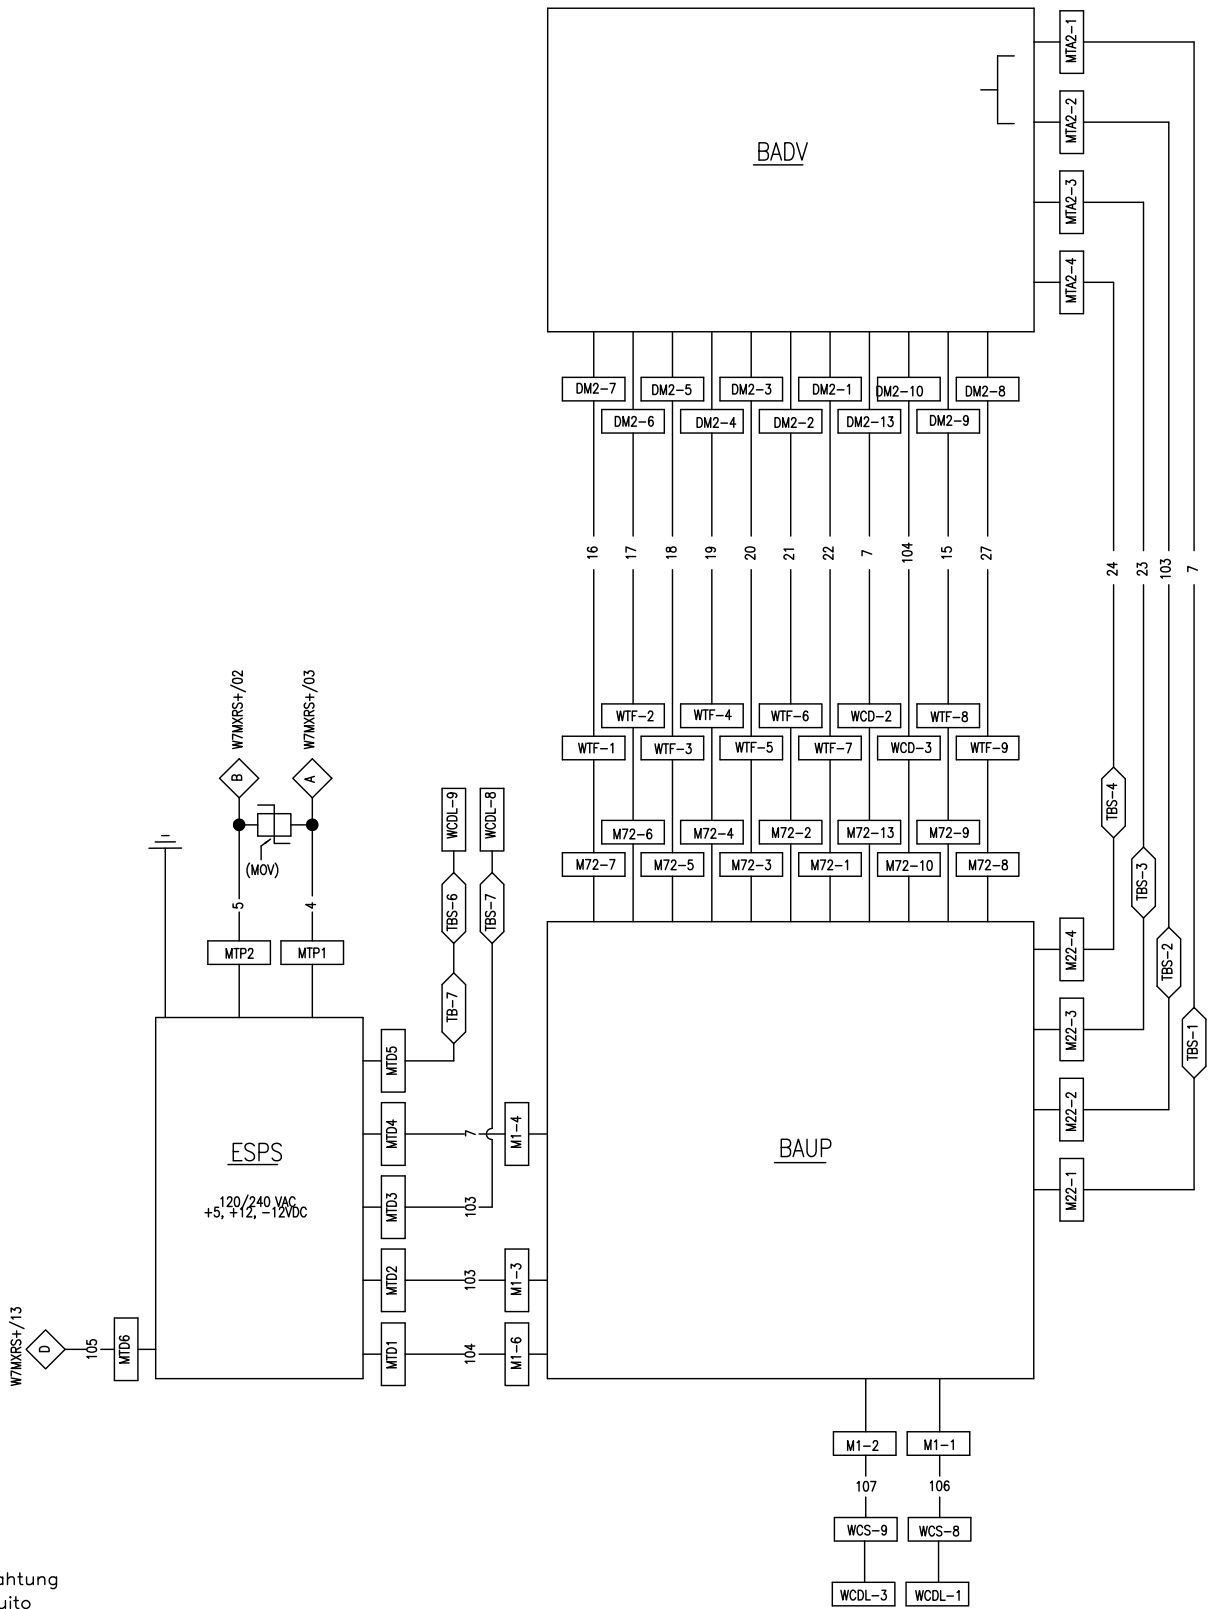 MTA2-1
MTA2-2
MTA2-3
MTA2-4
BADV
DM2-7
DM2-5
DM2-3
DM2-1
DM2-10
DM2-8
DM2-6
DM2-4
DM2-2
DM2-13
DM2-9
16
17
18
19
20
21
22
7
104
15
27
24
23
103
7
W7MXRS+/02
W7MXRS+/03
B
A
(MOV)
5
4
MTP2
MTP1
WTF-2
WTF-4
WTF-6
WCD-2
WTF-8
WTF-1
WTF-3
WTF-5
WTF-7
WCD-3
WTF-9
WCDL-9
WCDL-8
TBS-6
TBS-7
TB-7
TBS-4
TBS-3
TBS-2
TBS-1
M72-6
M72-4
M72-2
M72-13
M72-9
M72-7
M72-5
M72-3
M72-1
M72-10
M72-8
M22-4
M22-3
M22-2
M22-1
MTD5
MTD4
7
M1-4
ESPS
120/240 VAC
+5, +12, -12VDC
BAUP
MTD3
103
MTD2
103
M1-3
MTD1
104
M1-6
W7MXRS+/13
D
105
MTD6
M1-2
M1-1
107
106
WCS-9
WCS-8
WCDL-3
WCDL-1
ahtung
uito